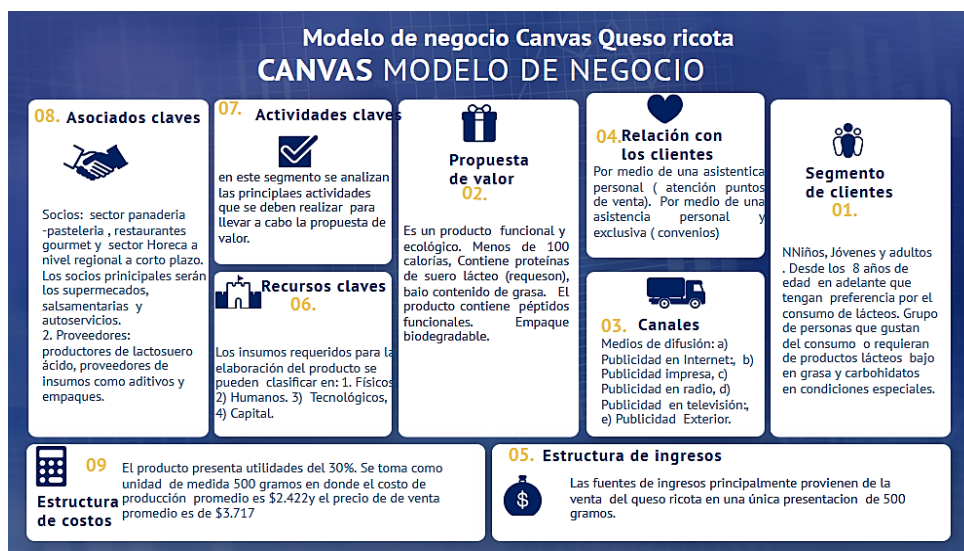 Modelo de negocio Canvas Queso ricota
CANVAS MODELO DE NEGOCIO
08. Asociados claves
Socios: sector panaderia
-pasteleria , restaurantes
gourmet y sector Horeca a
nivel regional a corto plazo.
Los socios prinicipales serán
los supermecados,
salsamentarias y
autoservicios.
2. Proveedores:
productores de lactosuero
ácido, proveedores de
insumos como aditivos y
empaques.
07. Actividades claves
en este segmento se analizan
las principlaes actividades
que se deben realizar para
llevar a cabo la propuesta de
valor.
Recursos claves
06.
Los insumos requeridos para la
elaboración del producto se
pueden clasificar en: 1. Físicos
2) Humanos. 3) Tecnológicos,
4) Capital.
Propuesta
de valor
02.
Es un producto funcional y
ecológico. Menos de 100
calorías, Contiene proteínas
de suero lácteo (requeson),
bajo contenido de grasa. El
producto contiene péptidos
funcionales. Empaque
biodegradable.
04. Relación con
los clientes
Por medio de una asistentica
personal ( atención puntos
de venta). Por medio de una
asistencia personal y
exclusiva ( convenios)
03. Canales
Medios de difusión: a)
Publicidad en Internet:, b)
Publicidad impresa, c)
Publicidad en radio, d)
Publicidad en televisión:,
e) Publicidad Exterior.
Segmento
de clientes
01.
NNiños, Jóvenes y adultos
. Desde los 8 años de
edad en adelante que
tengan preferencia por el
consumo de lácteos. Grupo
de personas que gustan
del consumo o requieran
de productos lácteos bajo
en grasa y carbohidatos
en condiciones especiales.
09
Estructura
de costos
El producto presenta utilidades del 30%. Se toma como
unidad de medida 500 gramos en donde el costo de
producción promedio es $2.422y el precio de de venta
promedio es de $3.717
05. Estructura de ingresos
$
Las fuentes de ingresos principalmente provienen de la
venta del queso ricota en una única presentacion de 500
gramos.